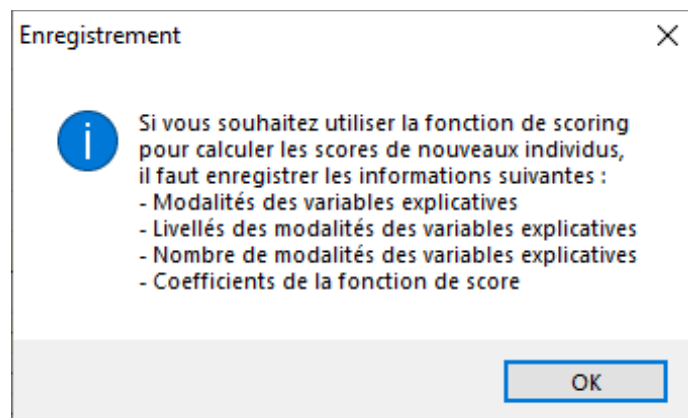 Enregistrement
Si vous souhaitez utiliser la fonction de scoring
pour calculer les scores de nouveaux individus,
il faut enregistrer les informations suivantes :
- Modalités des variables explicatives
- Livellés des modalités des variables explicatives
- Nombre de modalités des variables explicatives
- Coefficients de la fonction de score
OK